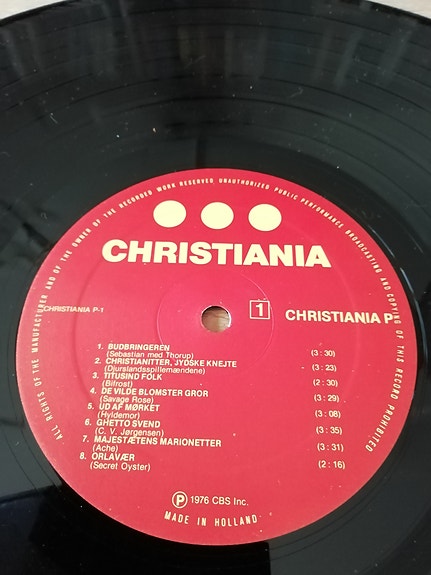 ALL RIGHTS OF THE MANUFACTURER AND OF THE OWNER OF THE RECORDED WORK RESERVED. UNAUTHORIZED PUBLIC PERFORMANCE BROADCASTING AND COPYING OF THIS RECORD PROHIBITED
CHRISTIANIA
CHRISTIANIA P-1
1
CHRISTIANIA P-
1. BUDBRINGEREN
(Sebastian med Thorup) (3 : 30)
2. CHRISTIANITTER, JYDSKE KNEJTE
(Djurslandsspillemændene) (3 : 23)
3. TITUSIND FOLK
(Bifrost) (2 : 30)
4. DE VILDE BLOMSTER GROR
(Savage Rose) (3 : 29)
5. UD AF MØRKET
(Hyldemor) (3 : 08)
6. GHETTO SVEND
(C. V. Jørgensen) (3 : 35)
7. MAJESTÆTENS MARIONETTER
(Ache) (3 : 31)
8. ORLAVÆR
(Secret Oyster) (2 : 16)
Ⓟ 1976 CBS Inc.
MADE IN HOLLAND